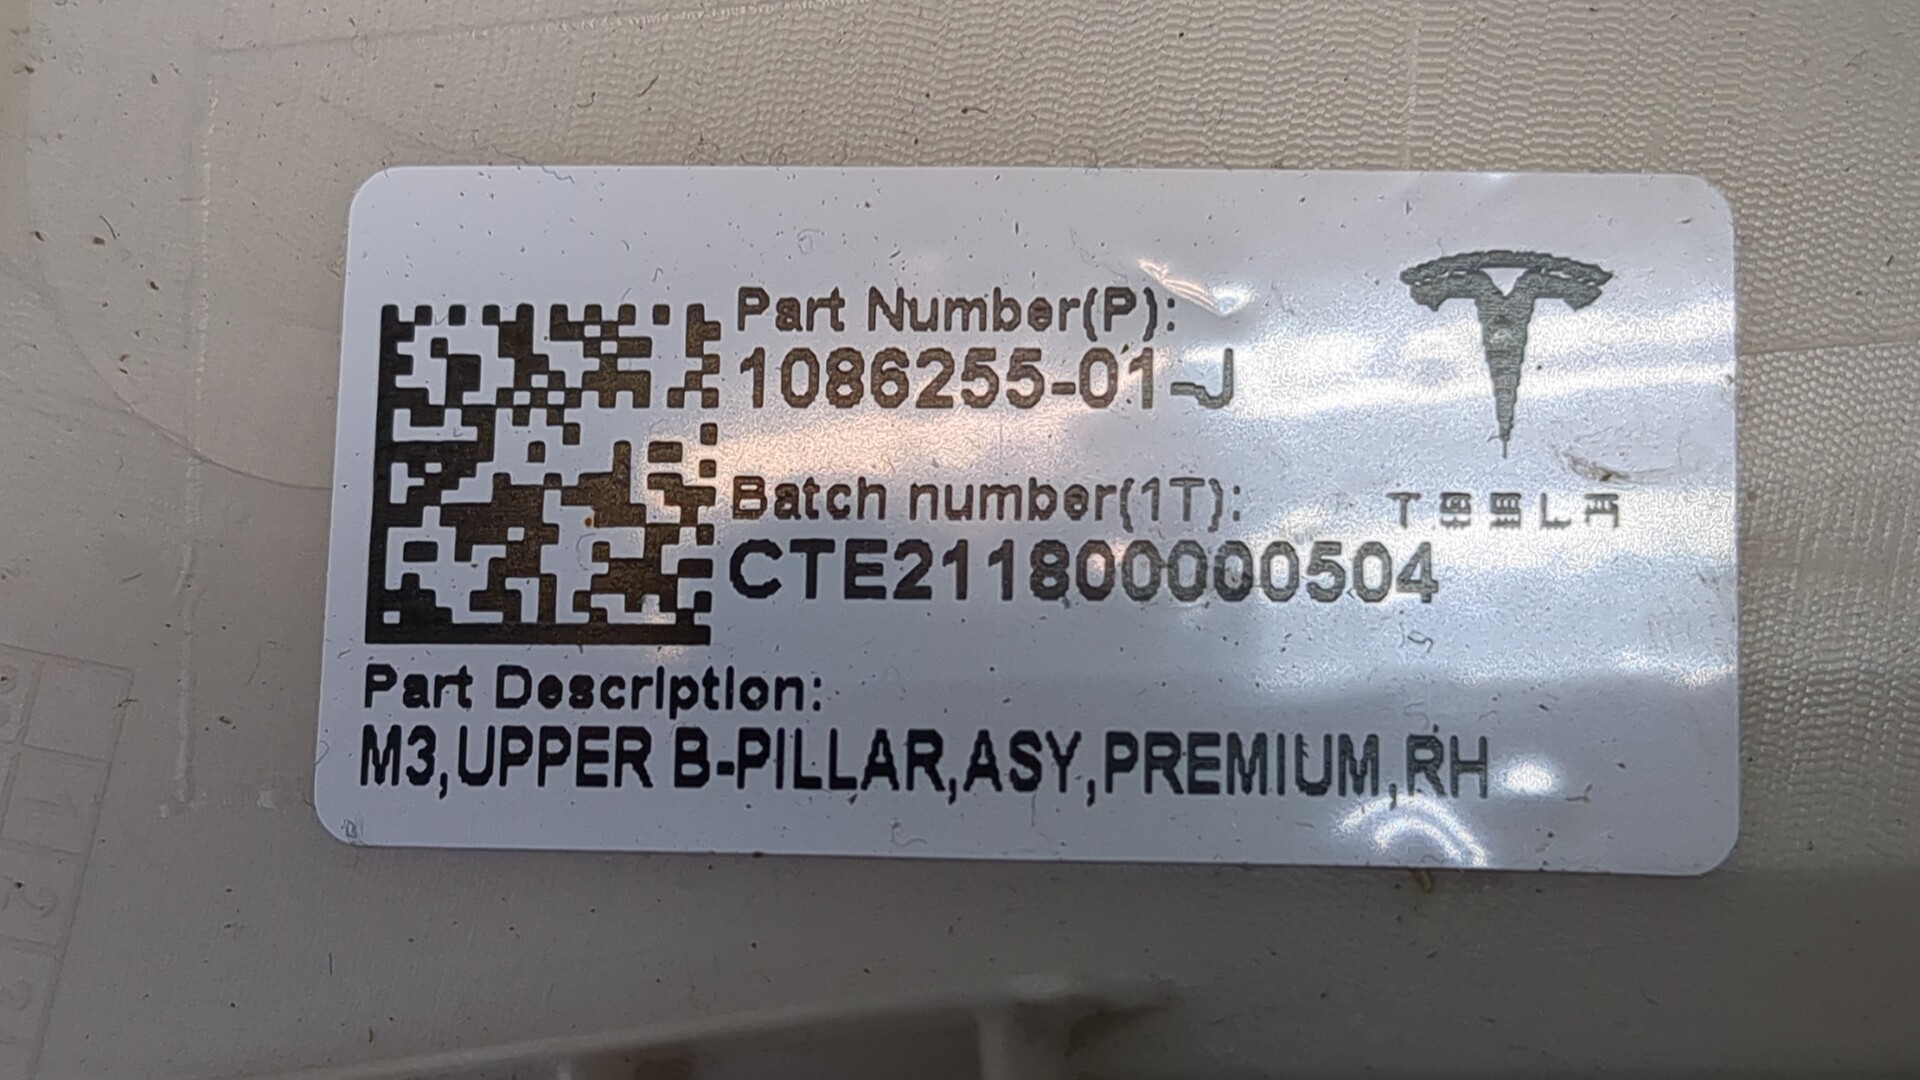 Part Number(P):
1086255-01-J
Batch number(1T):
CTE211800000504
TESLA
Part Description:
M3,UPPER B-PILLAR,ASY,PREMIUM,RH